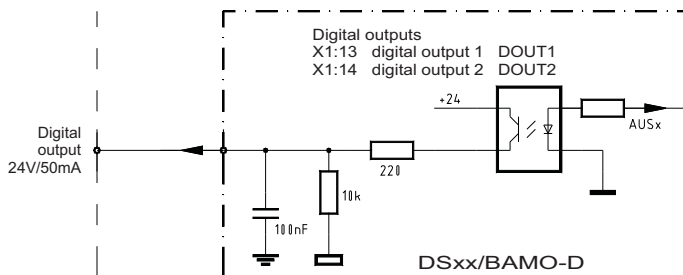 Digital outputs
X1:13 digital output 1 DOUT1
X1:14 digital output 2 DOUT2
+24
AUSx
Digital
output
24V/50mA
220
10k
100nF
DSxx/BAMO-D